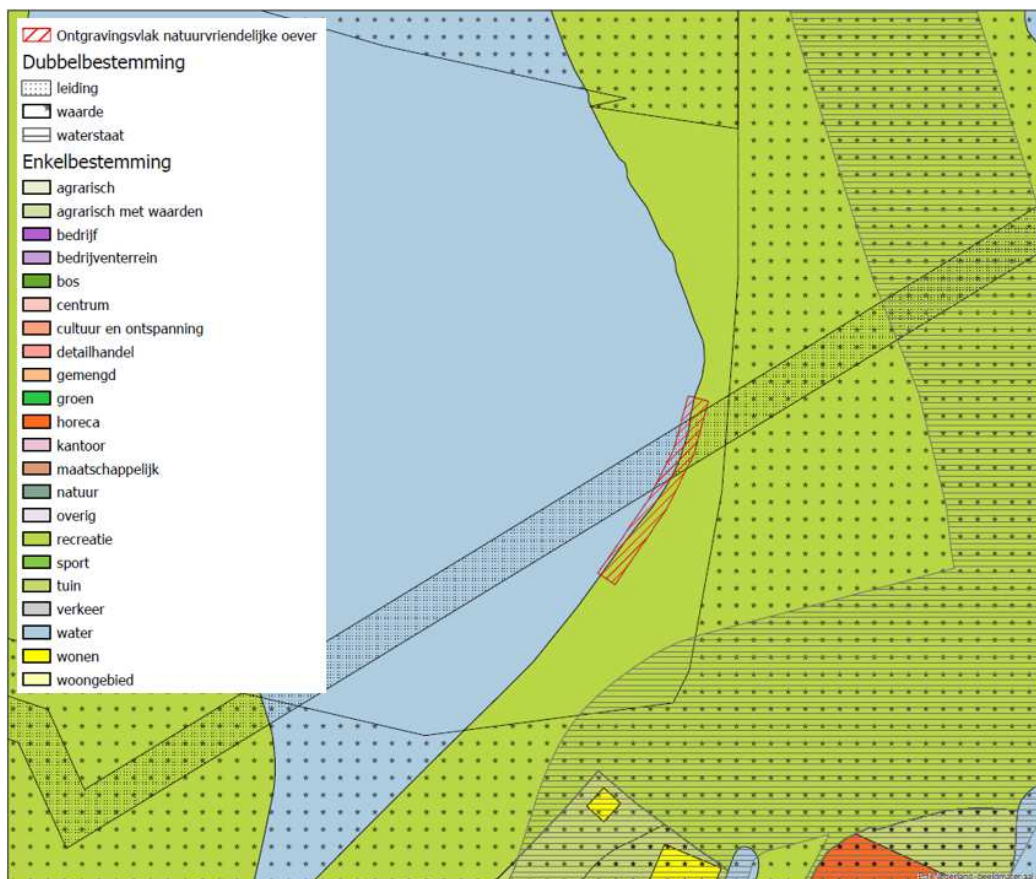 Ontgravingsvlak natuurvriendelijke oever
Dubbelbestemming
leiding
waarde
waterstaat
Enkelbestemming
agrarisch
agrarisch met waarden
bedrijf
bedrijventerrein
bos
centrum
cultuur en ontspanning
detailhandel
gemengd
groen
horeca
kantoor
maatschappelijk
natuur
overig
recreatie
sport
tuin
verkeer
water
wonen
woongebied